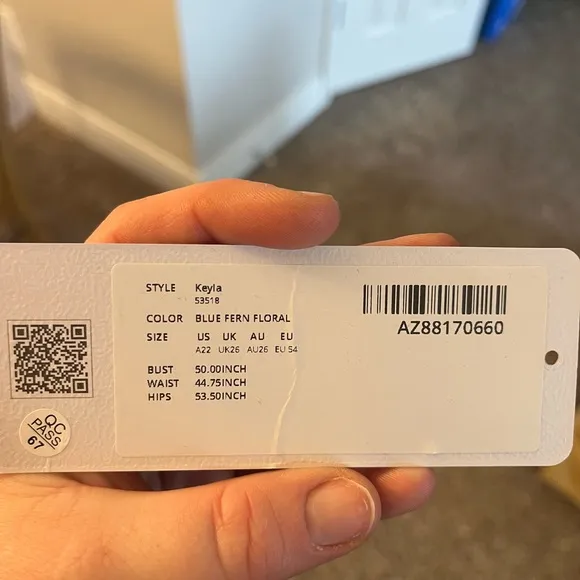 STYLE Keyla
53518
COLOR BLUE FERN FLORAL
SIZE US UK AU EU
A22 UK26 AU26 EU 54
BUST 50.00INCH
WAIST 44.75INCH
HIPS 53.50INCH
AZ88170660
QC
PASS
67